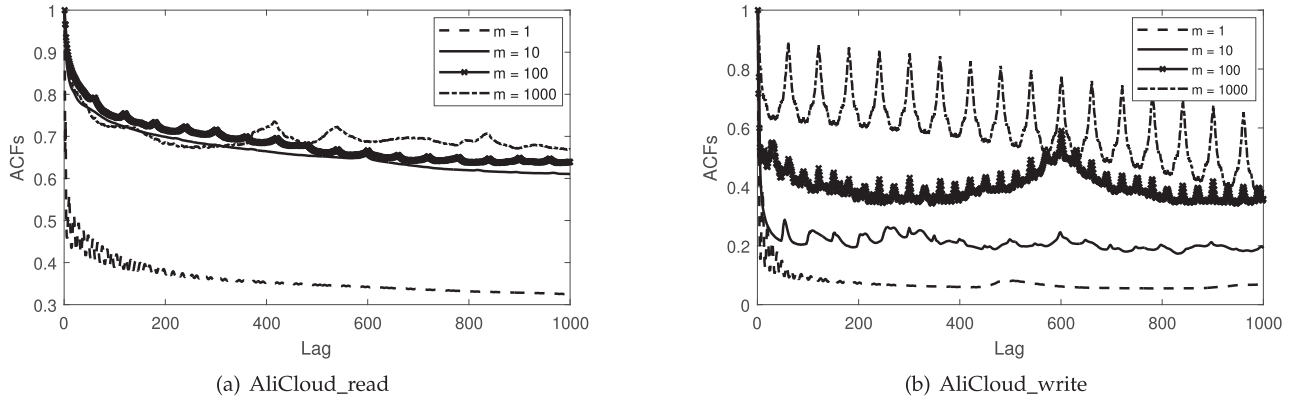 1
0.9
0.8
0.7
0.6
0.5
0.4
0.3
ACFs
0 200 400 600 800 1000
Lag
m = 1
m = 10
m = 100
m = 1000
(a) AliCloud_read
1
0.8
0.6
0.4
0.2
0
ACFs
0 200 400 600 800 1000
Lag
m = 1
m = 10
m = 100
m = 1000
(b) AliCloud_write